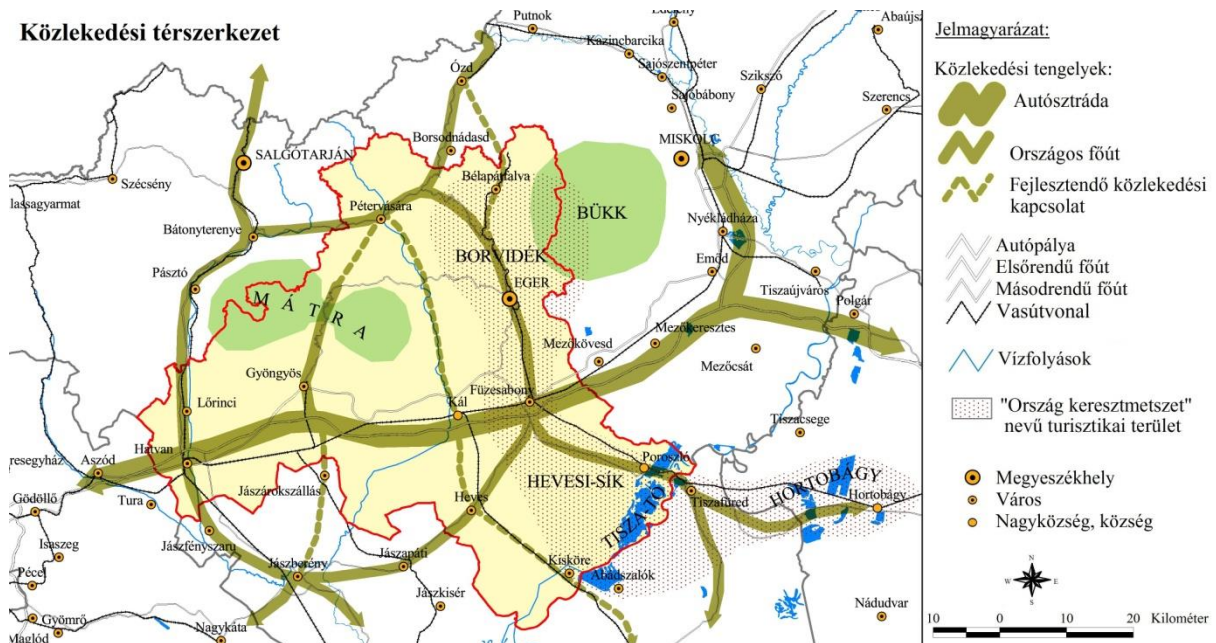 Közlekedési térszerkezet
Putnok
Kazincbarcika
Sajószentpéter
Sajóbábony
Szikszó
Szerencs
Ózd
SALGÓTARJÁN
Szécsény
Borsodnádasd
MISKOLC
Bélapátfalva
BÜKK
Pétervására
Bátonyterenye
Nyékládháza
BORVIDÉK
Pásztó
EGER
Emőd
MÁTRA
Tiszaújváros
Polgár
Mezőkövesd
Mezőkeresztes
Mezőcsát
Gyöngyös
Lőrinci
Kál
Füzesabony
Hatvan
Tiszacsege
Aszód
Poroszló
Gödöllő
Tura
Jászárokszállás
HEVESI-SÍK
HORTOBÁGY
Heves
Tiszafüred
Hortobágy
TISZA-TÓ
Isaszeg
Jászfényszaru
Jászapáti
Kisköre
Pécel
Jászberény
Abádszalók
Jászkisér
Gyömrő
Nagykáta
Nádudvar
Jelmagyarázat:
Közlekedési tengelyek:
Autósztráda
Országos főút
Fejlesztendő közlekedési
kapcsolat
Autópálya
Elsőrendű főút
Másodrendű főút
Vasútvonal
Vízfolyások
"Ország keresztmetszet"
nevű turisztikai terület
Megyeszékhely
Város
Nagyközség, község
N
W E
S
10 0 10 20 Kilométer